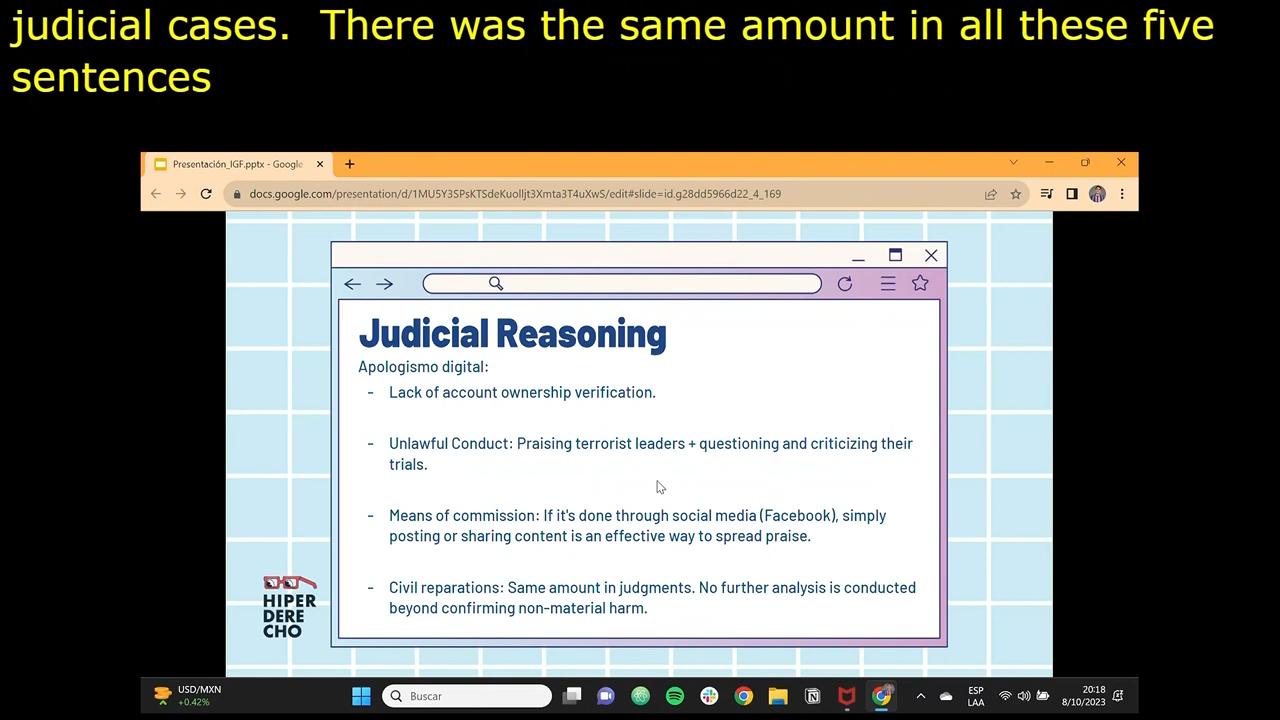 judicial cases.  There was the same amount in all these five
sentences
Presentación_IGF.pptx - Google
docs.google.com/presentation/d/1MU5Y3SPsKTSdeKuolljt3Xmta3T4uXwS/edit#slide=id.g28dd5966d22_4_169
Judicial Reasoning
Apologismo digital:
- Lack of account ownership verification.
- Unlawful Conduct: Praising terrorist leaders + questioning and criticizing their
trials.
- Means of commission: If it's done through social media (Facebook), simply
posting or sharing content is an effective way to spread praise.
- Civil reparations: Same amount in judgments. No further analysis is conducted
beyond confirming non-material harm.
HIPER
DERE
CHO
USD/MXN
+0.42%
Buscar
ESP
LAA
20:18
8/10/2023